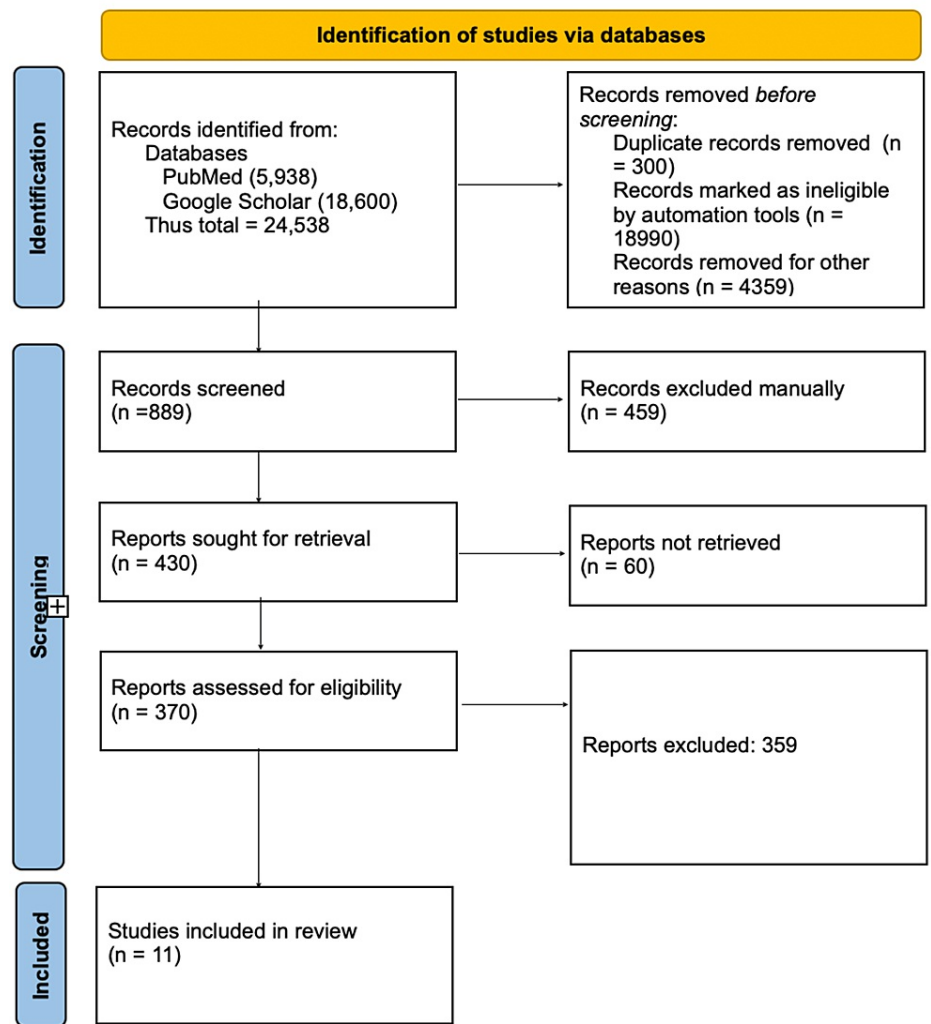 Identification of studies via databases
Identification
Records identified from:
Databases
PubMed (5,938)
Google Scholar (18,600)
Thus total = 24,538
Records removed before
screening:
Duplicate records removed (n
= 300)
Records marked as ineligible
by automation tools (n =
18990)
Records removed for other
reasons (n = 4359)
Screening
Records screened
(n =889)
Records excluded manually
(n = 459)
Reports sought for retrieval
(n = 430)
Reports not retrieved
(n = 60)
Reports assessed for eligibility
(n = 370)
Reports excluded: 359
Included
Studies included in review
(n = 11)